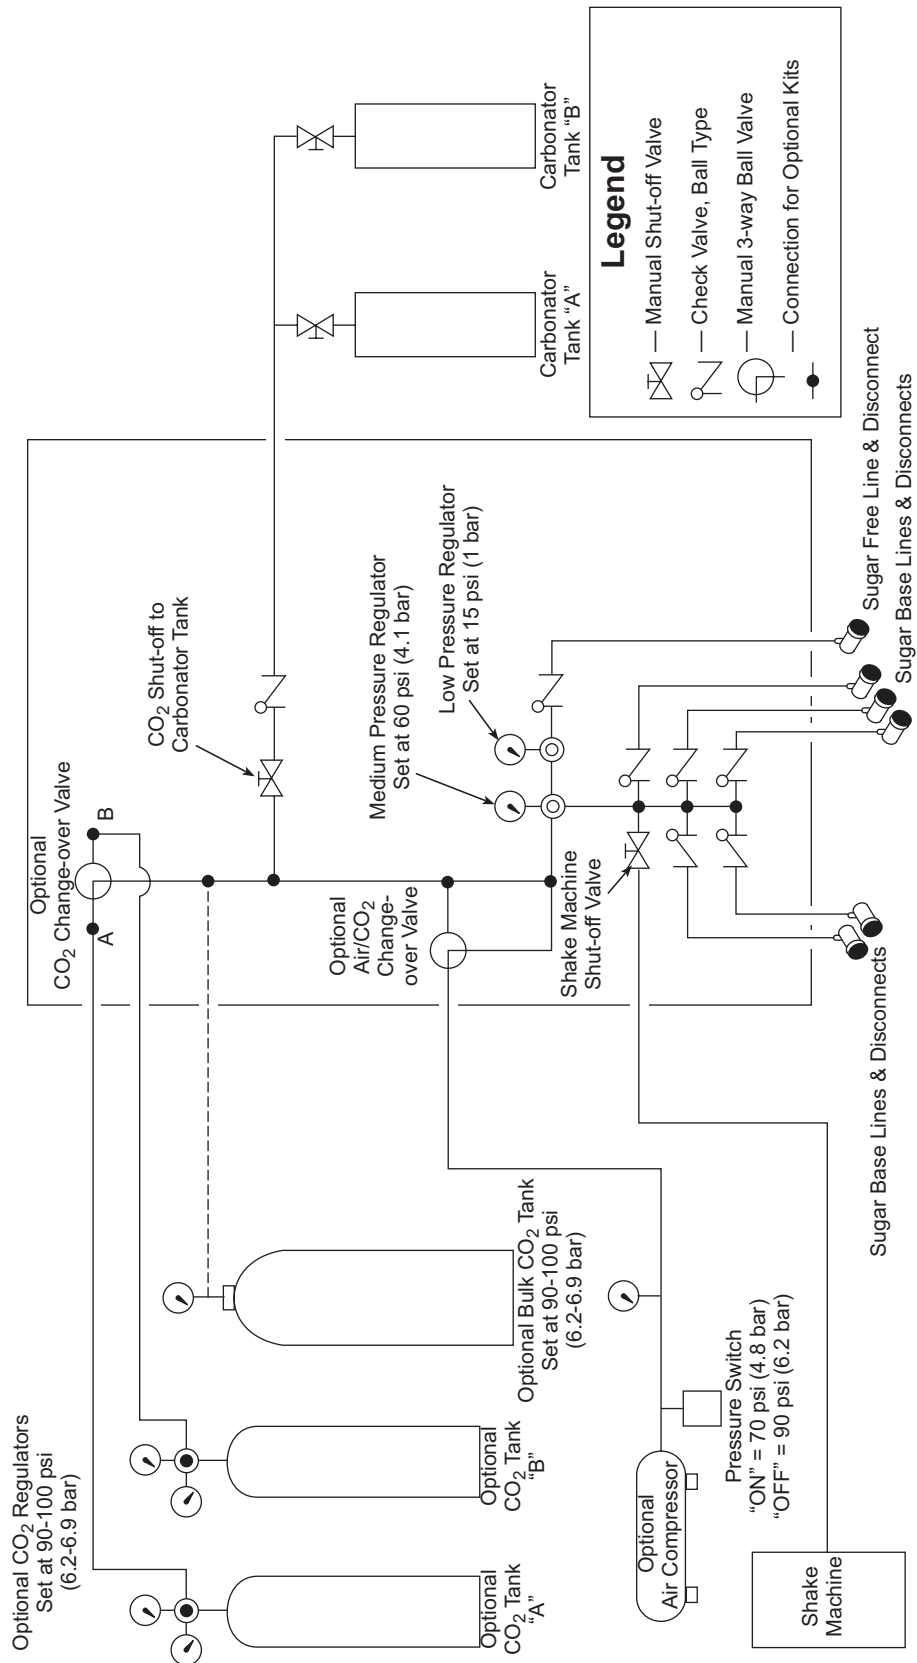 Optional CO2 Regulators
Set at 90-100 psi
(6.2-6.9 bar)
Optional
CO2 Tank
"A"
Optional
CO2 Tank
"B"
Optional Bulk CO2 Tank
Set at 90-100 psi
(6.2-6.9 bar)
Optional
Air Compressor
Pressure Switch
"ON" = 70 psi (4.8 bar)
"OFF" = 90 psi (6.2 bar)
Shake
Machine
Optional
CO2 Change-over Valve
A
B
CO2 Shut-off to
Carbonator Tank
Optional
Air/CO2
Change-
over Valve
Medium Pressure Regulator
Set at 60 psi (4.1 bar)
Low Pressure Regulator
Set at 15 psi (1 bar)
Shake Machine
Shut-off Valve
Sugar Base Lines & Disconnects
Sugar Free Line & Disconnect
Sugar Base Lines & Disconnects
Carbonator
Tank "A"
Carbonator
Tank "B"
Legend
— Manual Shut-off Valve
— Check Valve, Ball Type
— Manual 3-way Ball Valve
— Connection for Optional Kits